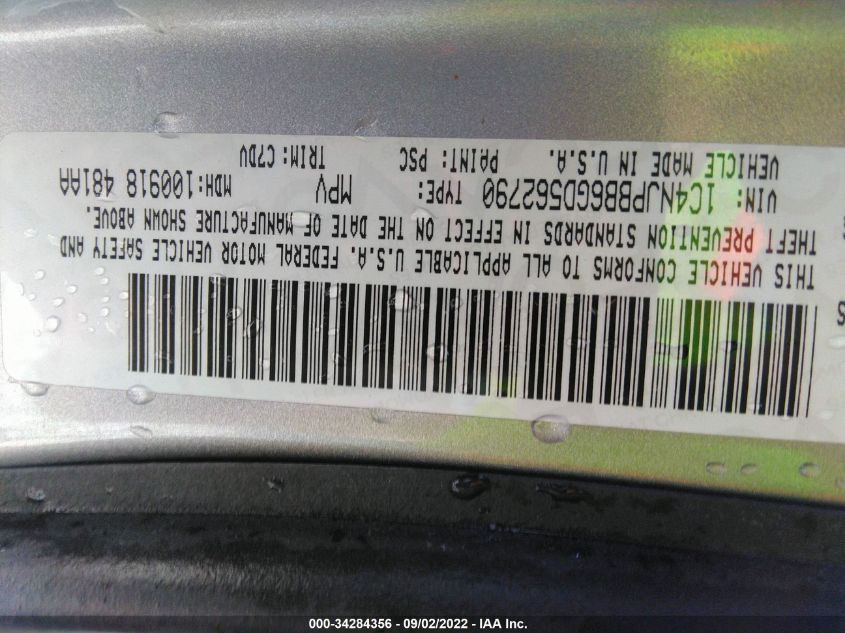 THIS VEHICLE CONFORMS TO ALL APPLICABLE U.S.A. FEDERAL MOTOR VEHICLE SAFETY AND
THEFT PREVENTION STANDARDS IN EFFECT ON THE DATE OF MANUFACTURE SHOWN ABOVE.
VIN: 1C4NJPBB6GD562790 TYPE: MPV MDH:100918 481AA
VEHICLE MADE IN U.S.A. PAINT: PSC TRIM: C7DV
000-34284356 - 09/02/2022 - IAA Inc.